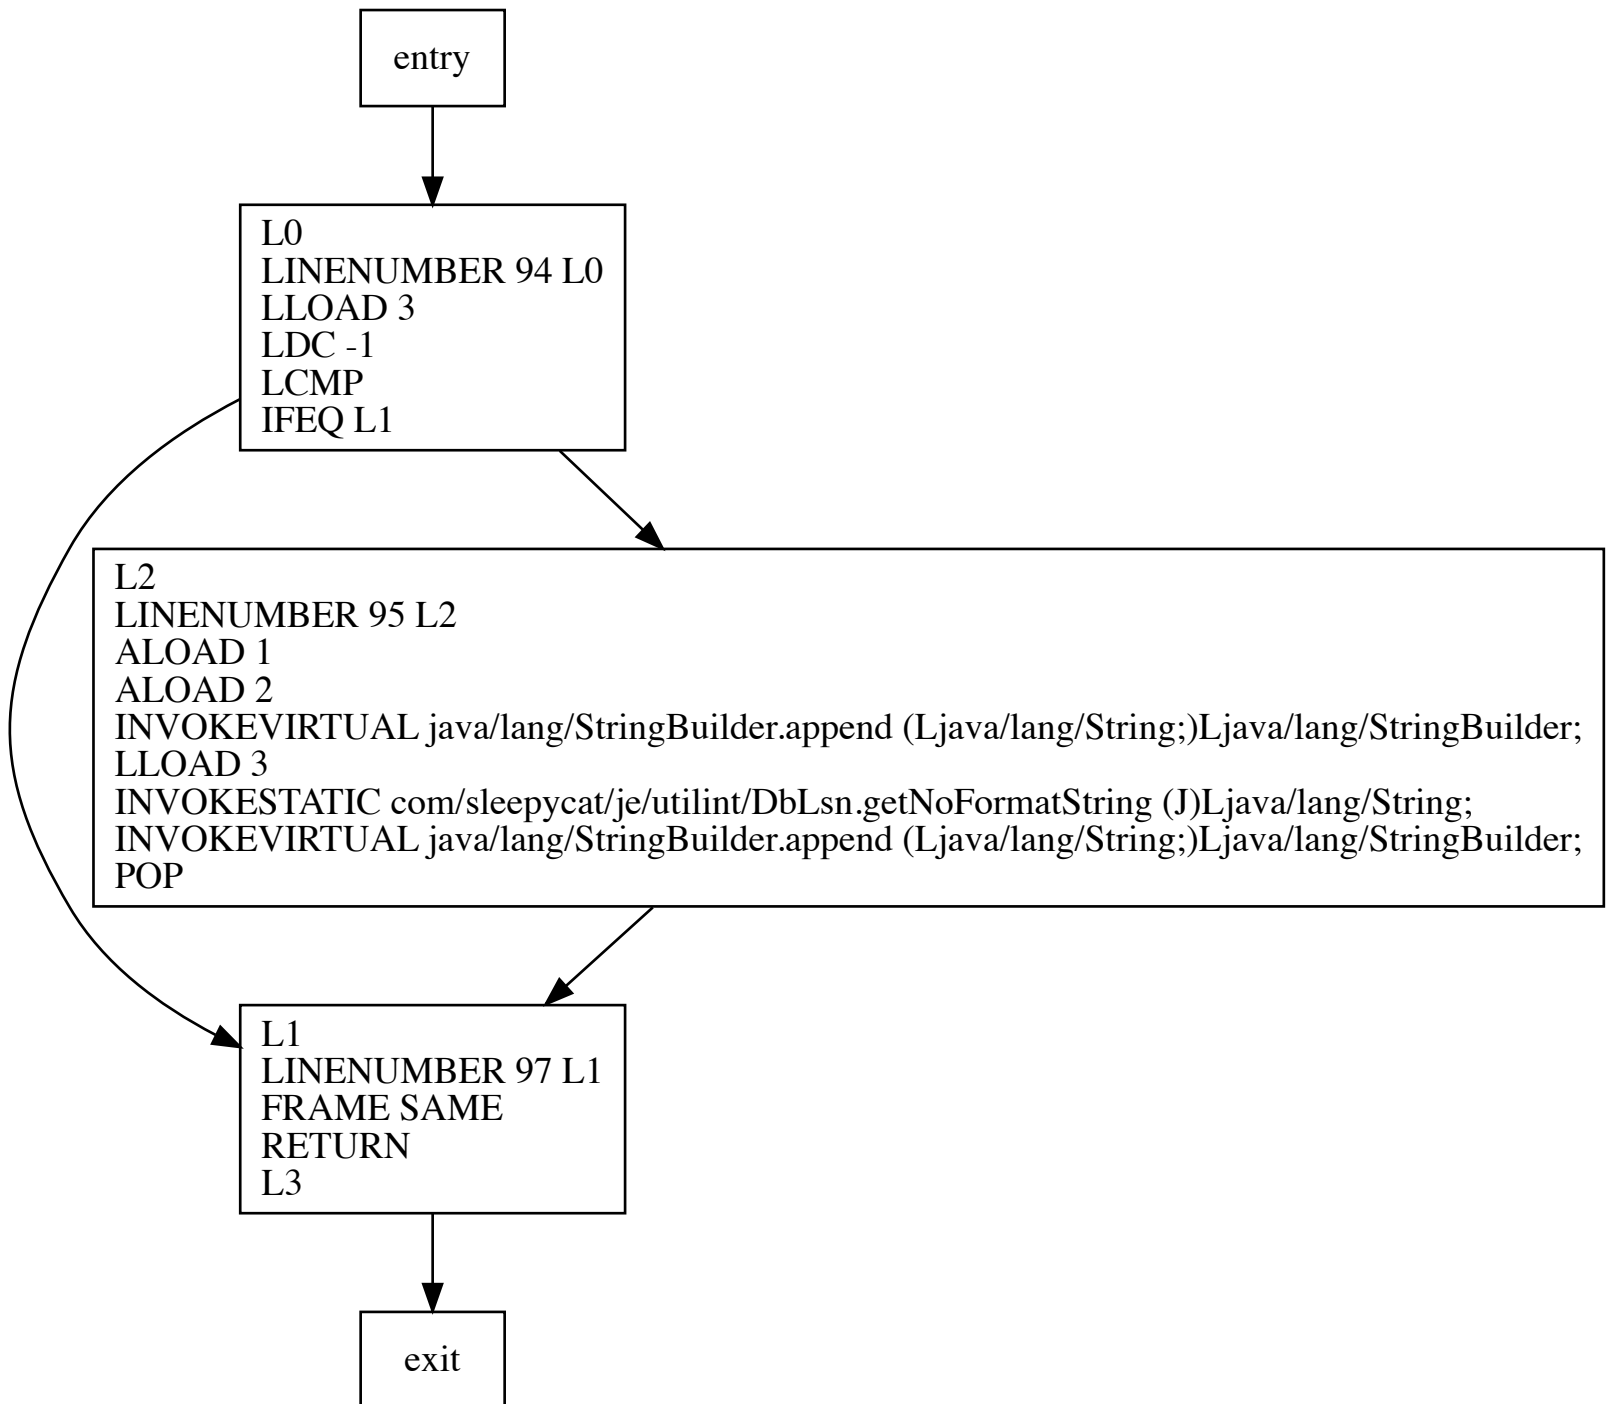 entry
L0
LINENUMBER 94 L0
LLOAD 3
LDC -1
LCMP
IFEQ L1
L2
LINENUMBER 95 L2
ALOAD 1
ALOAD 2
INVOKEVIRTUAL java/lang/StringBuilder.append (Ljava/lang/String;)Ljava/lang/StringBuilder;
LLOAD 3
INVOKESTATIC com/sleepycat/je/utilint/DbLsn.getNoFormatString (J)Ljava/lang/String;
INVOKEVIRTUAL java/lang/StringBuilder.append (Ljava/lang/String;)Ljava/lang/StringBuilder;
POP
L1
LINENUMBER 97 L1
FRAME SAME
RETURN
L3
exit